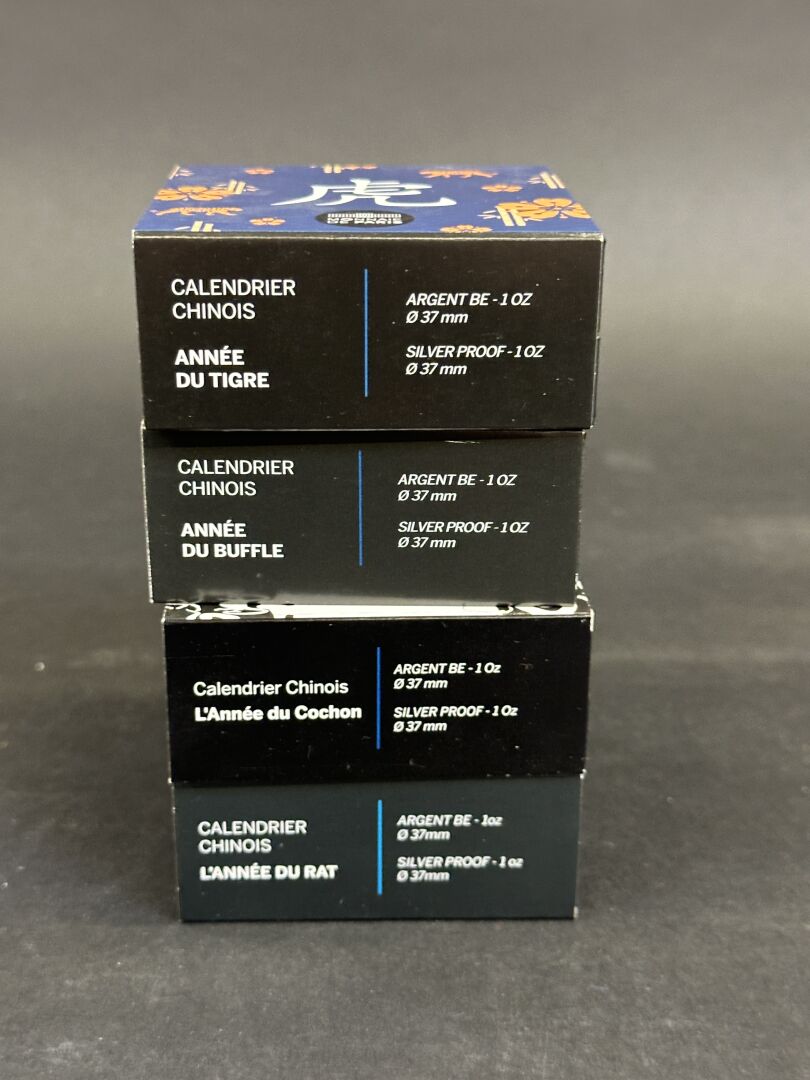 虎
MONNAIE
DE PARIS
CALENDRIER
CHINOIS
ANNÉE
DU TIGRE
ARGENT BE - 1 OZ
Ø 37 mm
SILVER PROOF - 1 OZ
Ø 37 mm
CALENDRIER
CHINOIS
ANNÉE
DU BUFFLE
ARGENT BE - 1 OZ
Ø 37 mm
SILVER PROOF - 1 OZ
Ø 37 mm
Calendrier Chinois
L'Année du Cochon
ARGENT BE - 1 Oz
Ø 37 mm
SILVER PROOF - 1 Oz
Ø 37 mm
CALENDRIER
CHINOIS
L'ANNÉE DU RAT
ARGENT BE - 1oz
Ø 37mm
SILVER PROOF - 1 oz
Ø 37mm